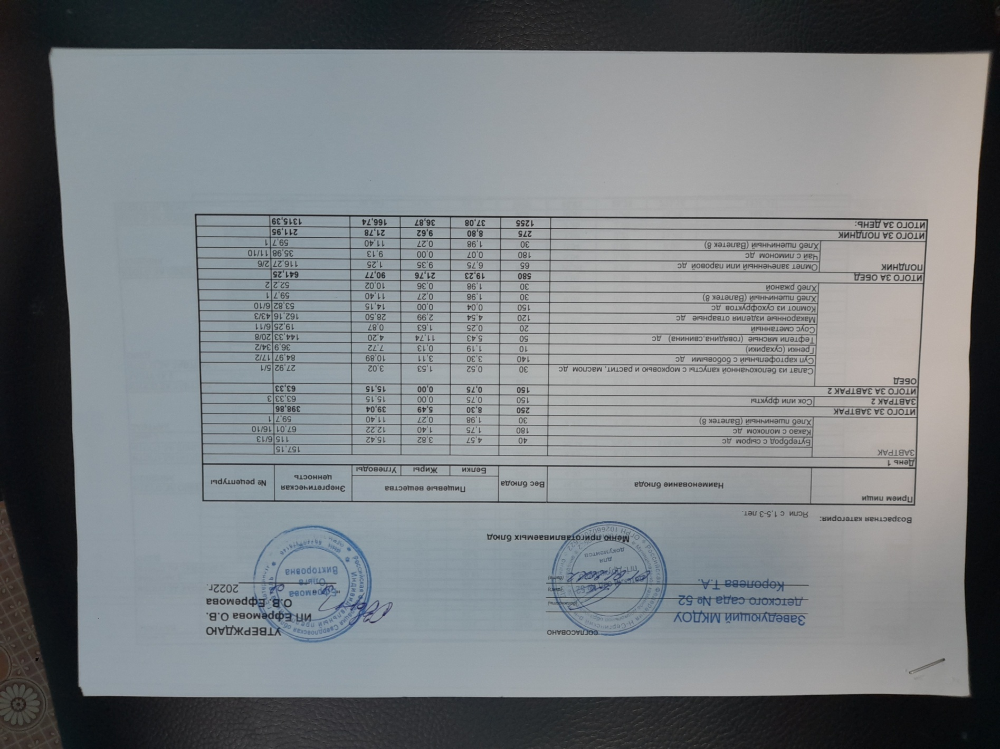 СОГЛАСОВАНО
Заведующий МКДОУ
детского сада № 52
Королева Т.А.
(должность)
(фио)
(дата)
УТВЕРЖДАЮ
ИП Ефремова О.В.
О.В. Ефремова
2022г.
Ефремова
Ольга
Викторовна
для
документов
Меню приготавливаемых блюд
Возрастная категория: Ясли с 1,5-3 лет.
Прием пищи Наименование блюда Вес блюда Пищевые вещества Энергетическая ценность № рецептуры
Белки Жиры Углеводы
День 1
ЗАВТРАК 157,15
Бутерброд с сыром дс 40 4,57 3,82 15,42 115 6/13
Какао с молоком дс 180 1,75 1,40 12,22 67,01 16/10
Хлеб пшеничный (Валетек 8) 30 1,98 0,27 11,40 59,7 1
ИТОГО ЗА ЗАВТРАК 250 8,30 5,49 39,04 398,86
ЗАВТРАК 2 Сок или фрукты 150 0,75 0,00 15,15 63,33 3
ИТОГО ЗА ЗАВТРАК 2 150 0,75 0,00 15,15 63,33
ОБЕД Салат из белокочанной капусты с морковью и растит, маслом дс 30 0,52 1,53 3,02 27,92 5/1
Суп картофельный с бобовыми дс 140 3,30 3,11 10,89 84,97 17/2
Гренки (сухарики) 10 1,19 0,13 7,72 36,9 34/2
Тефтели мясные (говядина,свинина) дс 50 5,43 11,74 4,20 144,33 20/8
Соус сметанный 20 0,25 1,63 0,87 19,25 6/11
Макаронные изделия отварные дс 120 4,54 2,99 28,50 162,16 43/3
Компот из сухофруктов дс 150 0,04 0,00 14,15 53,82 6/10
Хлеб пшеничный (Валетек 8) 30 1,98 0,27 11,40 59,7 1
Хлеб ржаной 30 1,98 0,36 10,02 52,2 2
ИТОГО ЗА ОБЕД 580 19,23 21,76 90,77 641,25
ПОЛДНИК Омлет запеченный или паровой дс 65 6,75 9,35 1,25 116,27 2/6
Чай с лимоном дс 180 0,07 0,00 9,13 35,98 11/10
Хлеб пшеничный (Валетек 8) 30 1,98 0,27 11,40 59,7 1
ИТОГО ЗА ПОЛДНИК 275 8,80 9,62 21,78 211,95
ИТОГО ЗА ДЕНЬ: 1255 37,08 36,87 166,74 1315,39